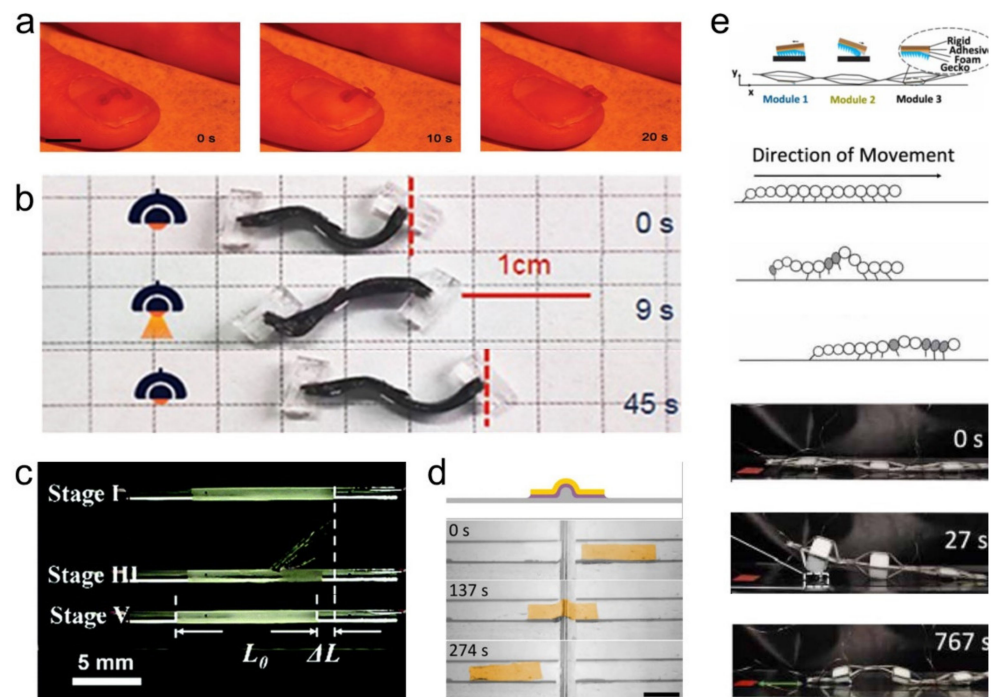 a
0 s
10 s
20 s
b
0 s
1cm
9 s
45 s
c
Stage I
Stage III
Stage V
L₀ ΔL
5 mm
d
0 s
137 s
274 s
e
Rigid
Adhesive
Foam
Gecko
y
x
Module 1
Module 2
Module 3
Direction of Movement
0 s
27 s
767 s